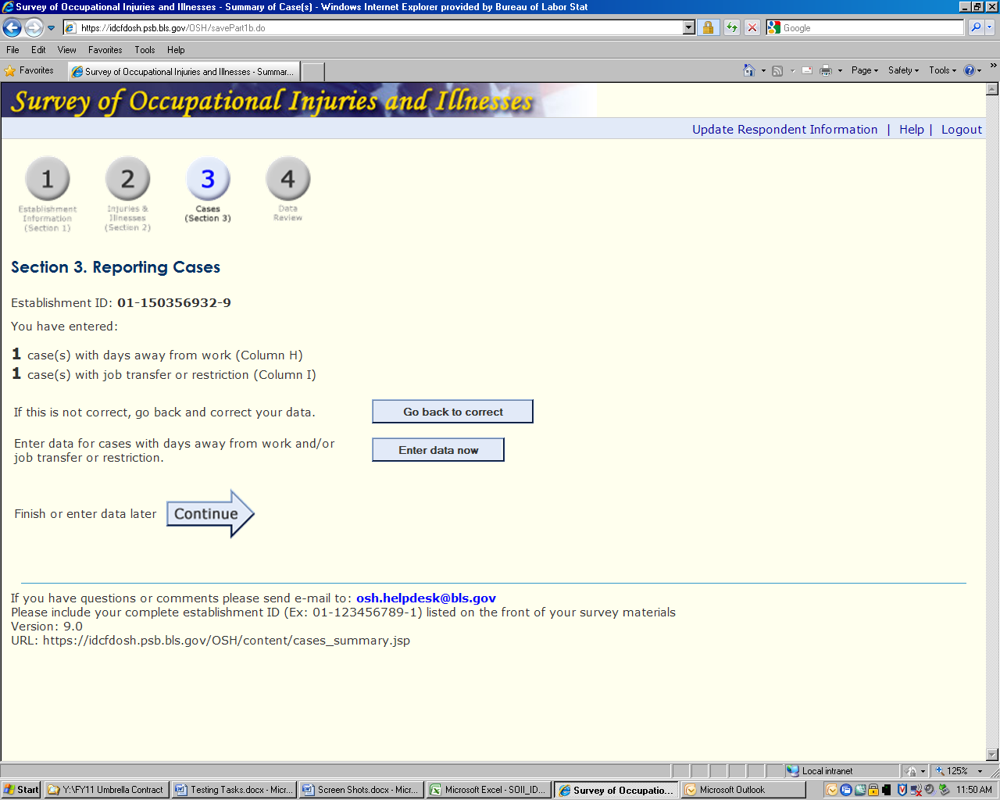 Survey of Occupational Injuries and Illnesses - Summary of Case(s) - Windows Internet Explorer provided by Bureau of Labor Stat
https://idcfdosh.psb.bls.gov/OSH/savePart1b.do
Google
File Edit View Favorites Tools Help
Favorites
Survey of Occupational Injuries and Illnesses - Summar...
Page Safety Tools
Survey of Occupational Injuries and Illnesses
Update Respondent Information | Help | Logout
1 2 3 4
Establishment Information (Section 1)
Injuries & Illnesses (Section 2)
Cases (Section 3)
Data Review
Section 3. Reporting Cases
Establishment ID: 01-150356932-9
You have entered:
1 case(s) with days away from work (Column H)
1 case(s) with job transfer or restriction (Column I)
If this is not correct, go back and correct your data.
Go back to correct
Enter data for cases with days away from work and/or
job transfer or restriction.
Enter data now
Finish or enter data later
Continue
If you have questions or comments please send e-mail to: osh.helpdesk@bls.gov
Please include your complete establishment ID (Ex: 01-123456789-1) listed on the front of your survey materials
Version: 9.0
URL: https://idcfdosh.psb.bls.gov/OSH/content/cases_summary.jsp
Local intranet
125%
Start
Y:\FY11 Umbrella Contract
Testing Tasks.docx - Micr...
Screen Shots.docx - Micr...
Microsoft Excel - SOII_ID...
Survey of Occupatio...
Microsoft Outlook
11:50 AM